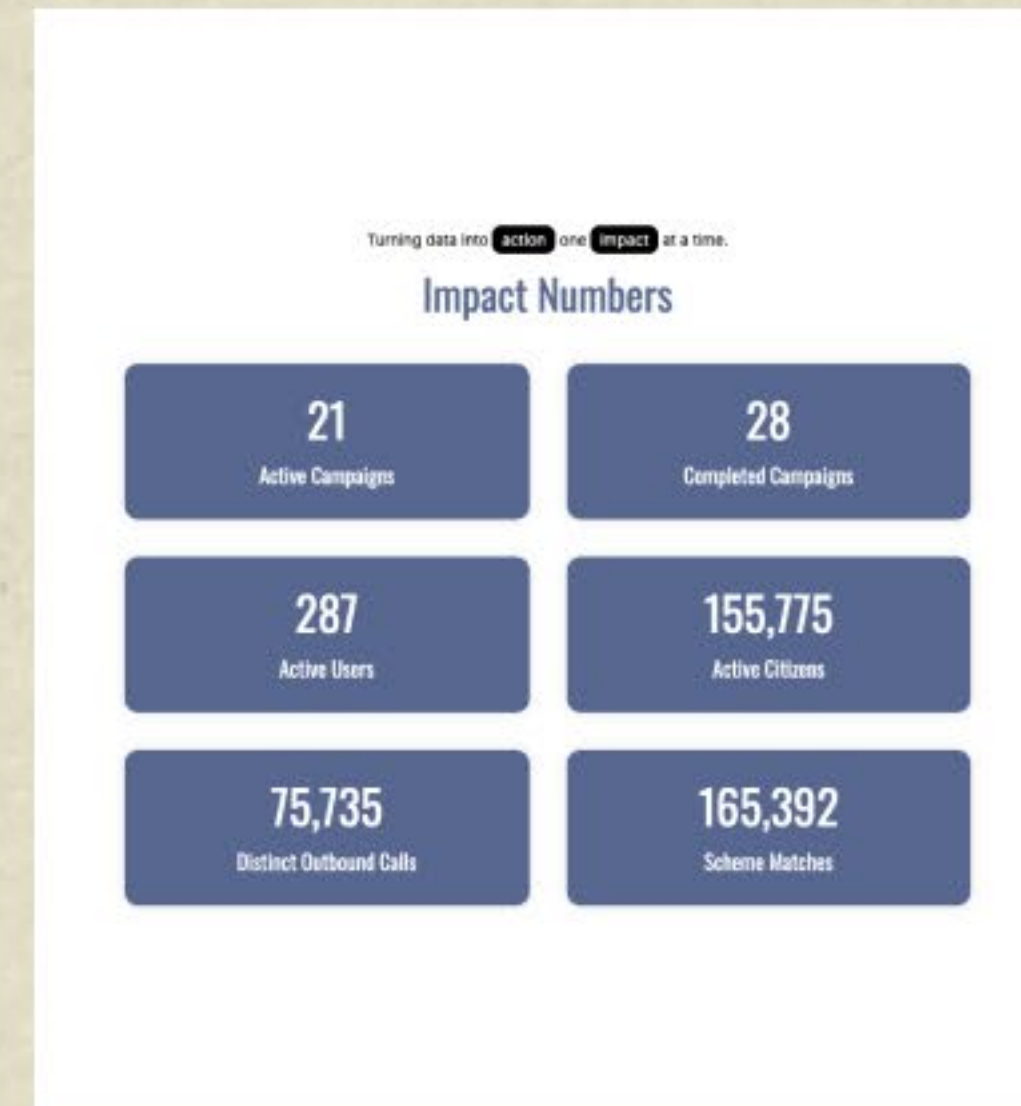 Turning data into action one impact at a time.
Impact Numbers
21
Active Campaigns
28
Completed Campaigns
287
Active Users
155,775
Active Citizens
75,735
Distinct Outbound Calls
165,392
Scheme Matches